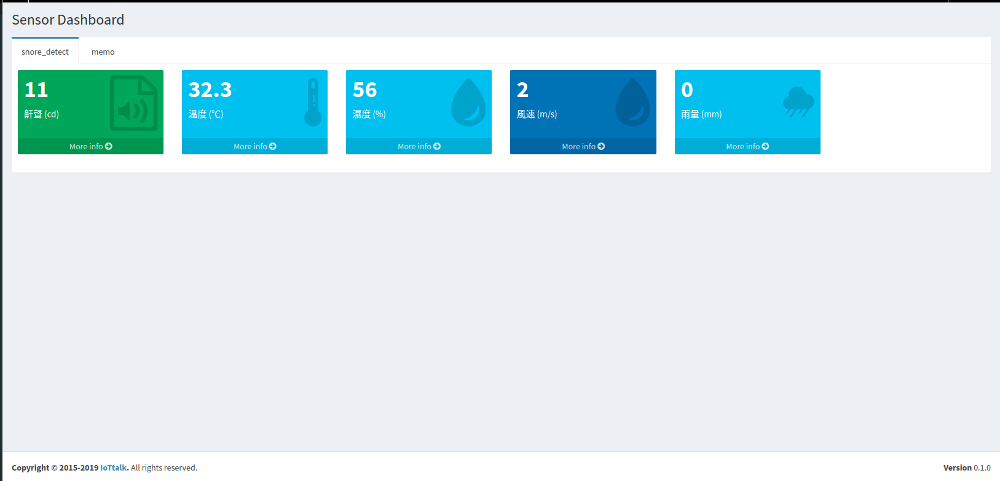 Sensor Dashboard
snore_detect
memo
11
鼾聲 (cd)
More info
32.3
溫度 (℃)
More info
56
濕度 (%)
More info
2
風速 (m/s)
More info
0
雨量 (mm)
More info
Copyright © 2015-2019 IoTtalk. All rights reserved.
Version 0.1.0